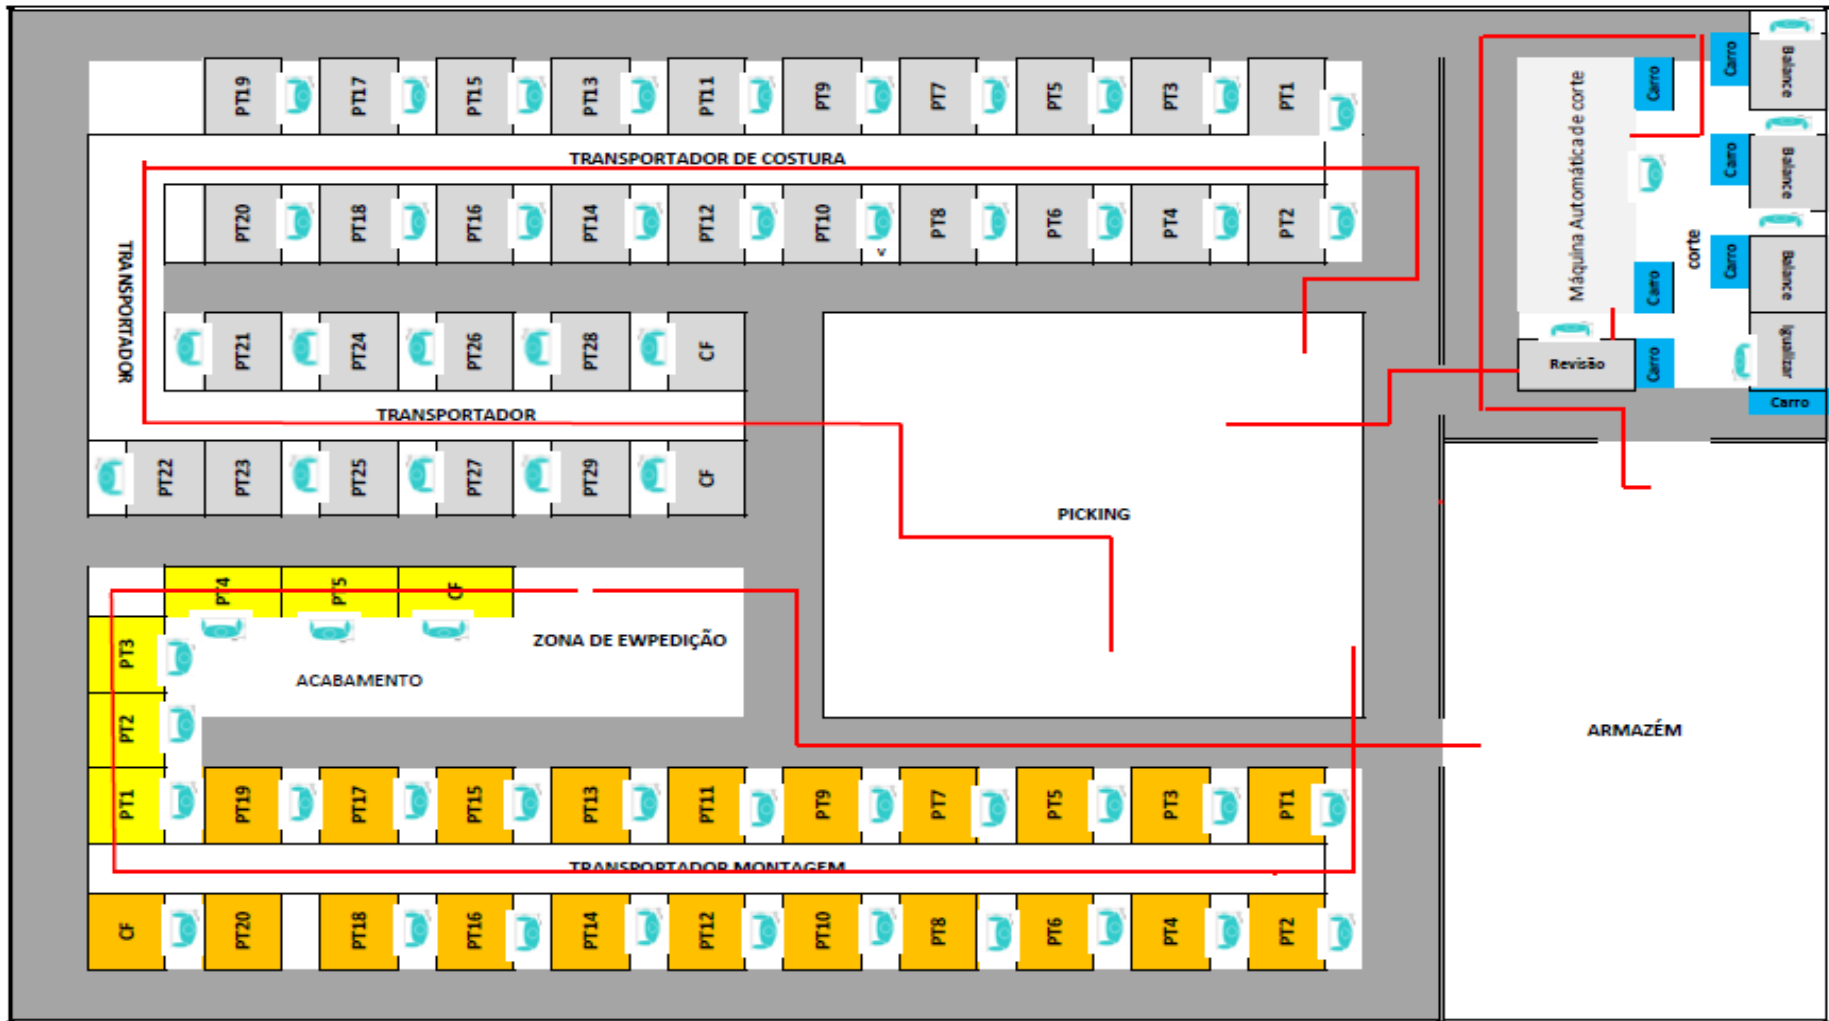 PT19
PT17
PT15
PT13
PT11
PT9
PT7
PT5
PT3
PT1
TRANSPORTADOR DE COSTURA
PT20
PT18
PT16
PT14
PT12
PT10
PT8
PT6
PT4
PT2
<
TRANSPORTADOR
PT21
PT24
PT26
PT28
CF
TRANSPORTADOR
PT22
PT23
PT25
PT27
PT29
CF
PICKING
Máquina Automática de corte
Carro
Carro
Carro
Revisão
corte
Carro
Carro
Carro
Balance
Balance
Balance
Igualizar
Carro
ARMAZÉM
PT4
PT5
CF
PT3
PT2
PT1
ZONA DE EWPEDIÇÃO
ACABAMENTO
PT19
PT17
PT15
PT13
PT11
PT9
PT7
PT5
PT3
PT1
TRANSPORTADOR MONTAGEM
CF
PT20
PT18
PT16
PT14
PT12
PT10
PT8
PT6
PT4
PT2